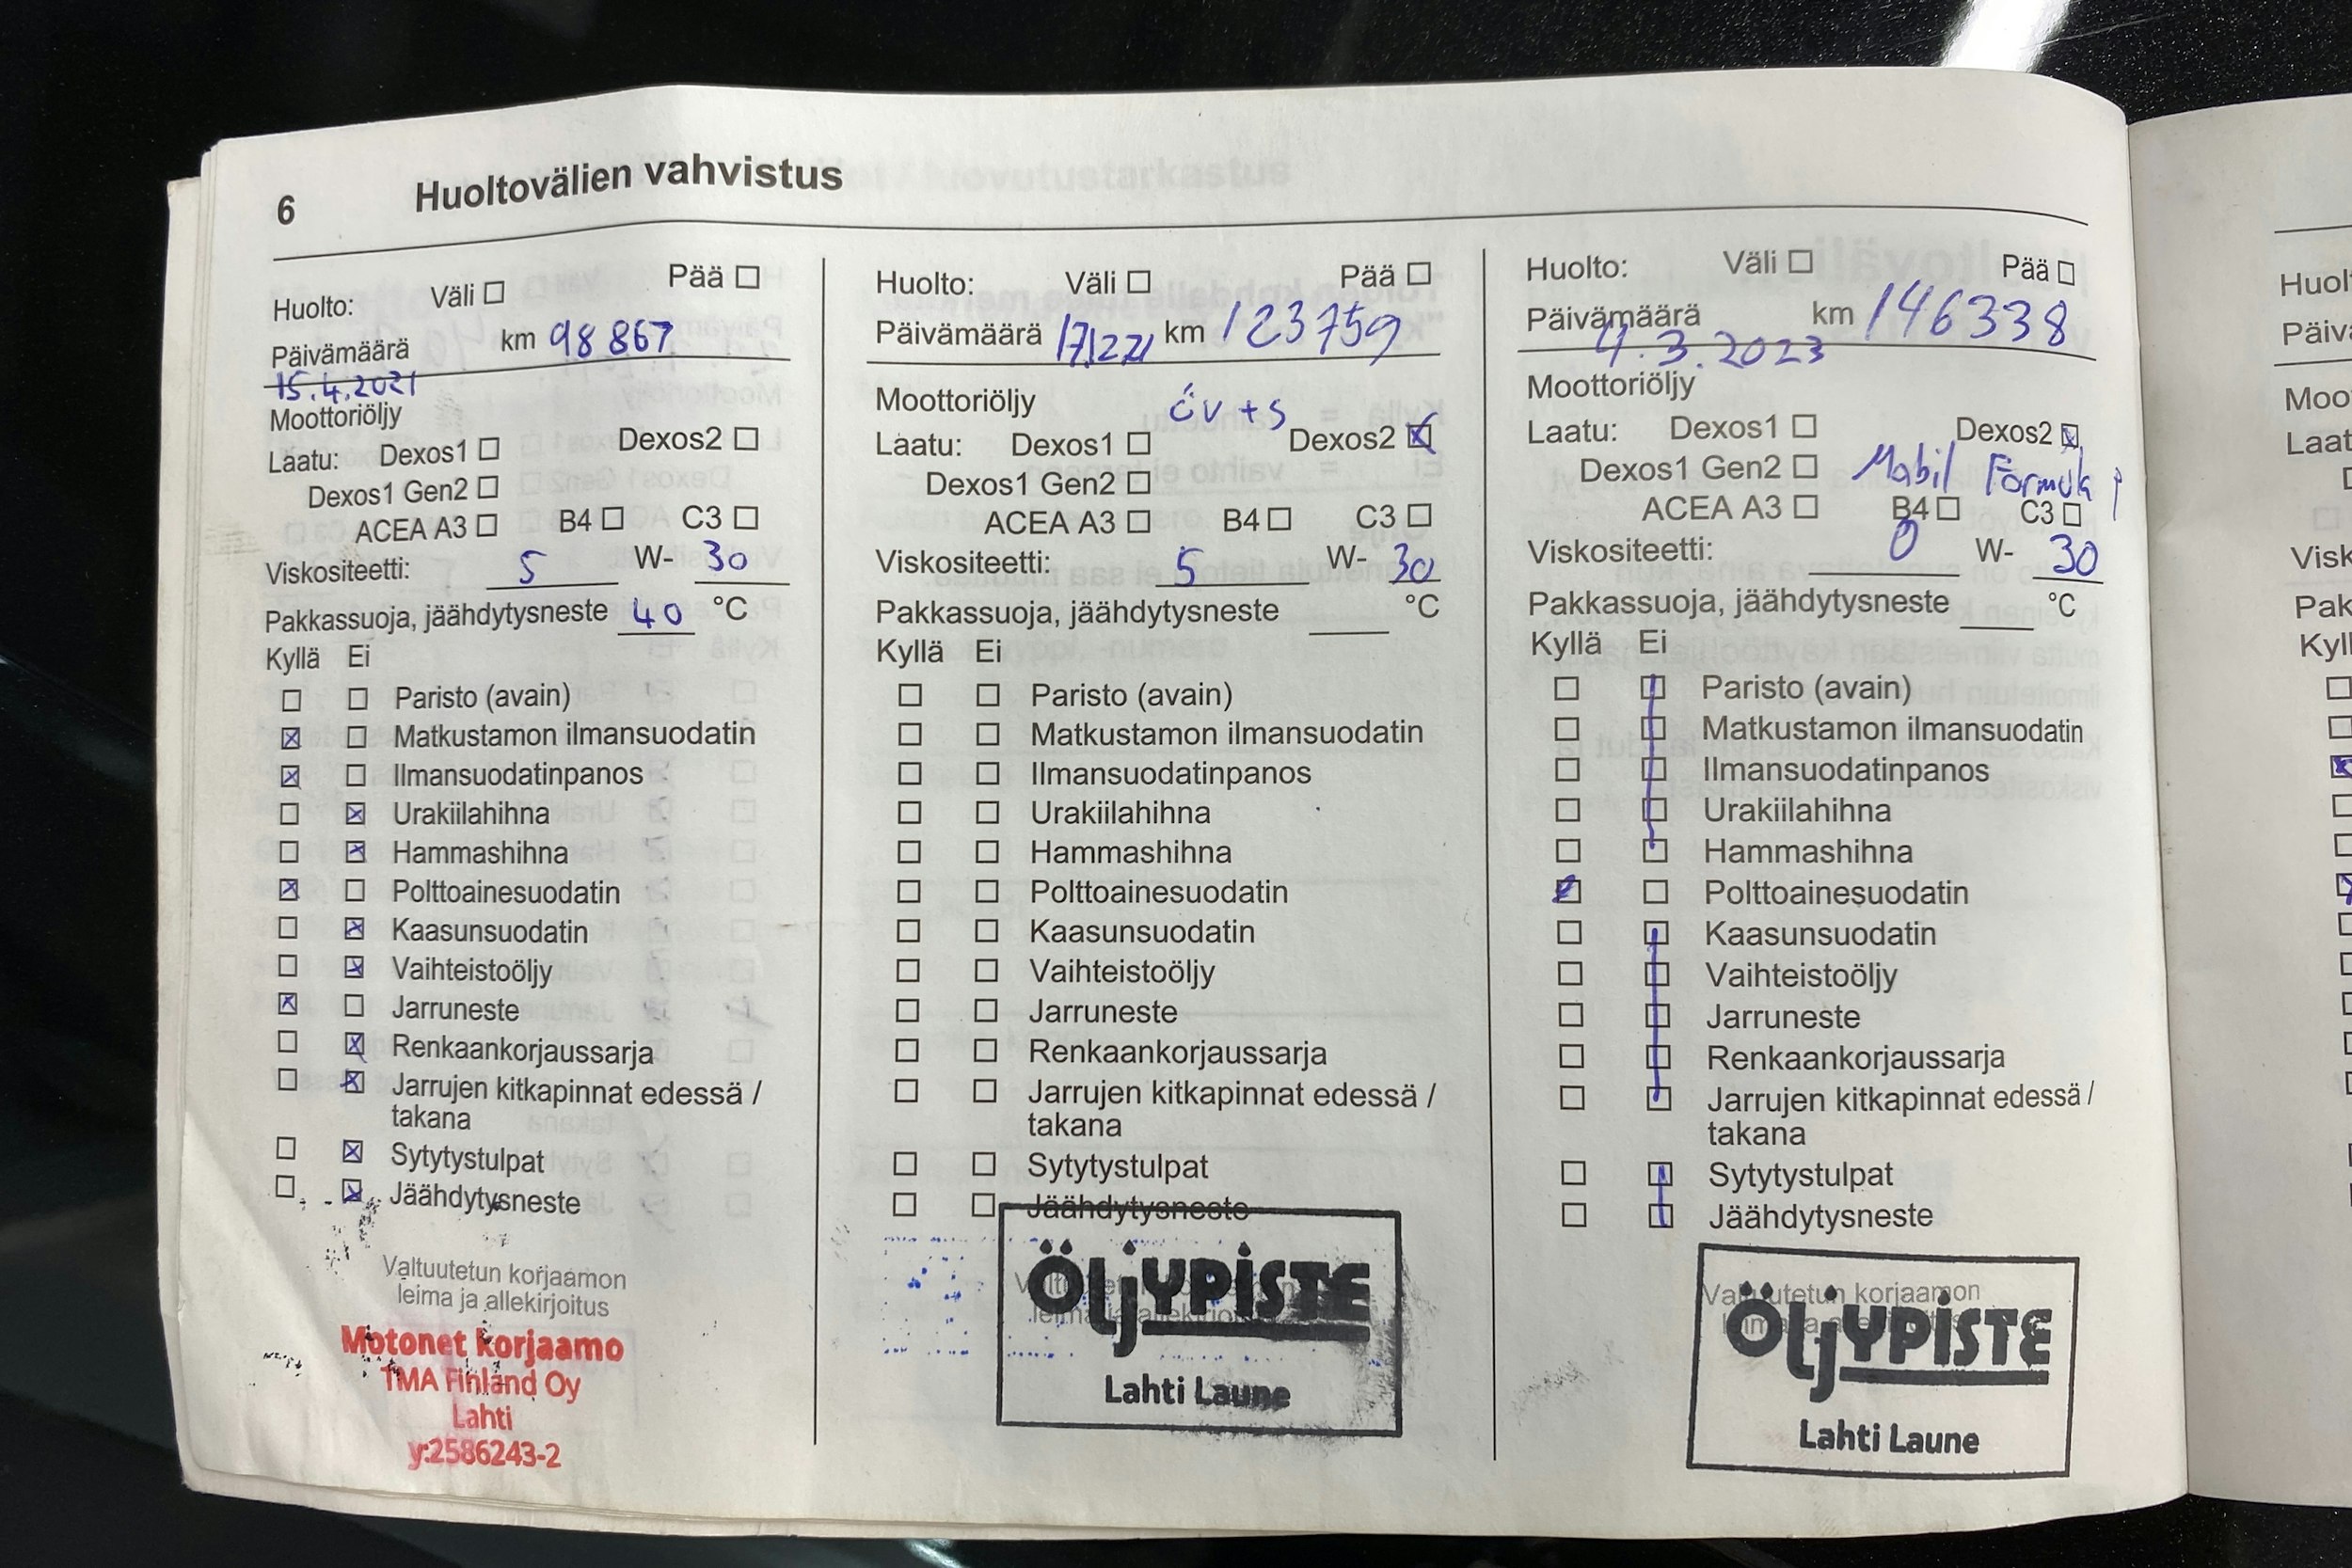 6 Huoltovälien vahvistus
Huolto: Väli Pää
Päivämäärä km 98 867
15.4.2021
Moottoriöljy
Laatu: Dexos1 Dexos2
Dexos1 Gen2
ACEA A3 B4 C3
Viskositeetti: 5 W- 30
Pakkassuoja, jäähdytysneste 40 °C
Kyllä Ei
Paristo (avain)
Matkustamon ilmansuodatin
Ilmansuodatinpanos
Urakiilahihna
Hammashihna
Polttoainesuodatin
Kaasunsuodatin
Vaihteistoöljy
Jarruneste
Renkaankorjaussarja
Jarrujen kitkapinnat edessä /
takana
Sytytystulpat
Jäähdytysneste
Valtuutetun korjaamon
leima ja allekirjoitus
Motonet korjaamo
TMA Finland Oy
Lahti
y:2586243-2
Huolto: Väli Pää
Päivämäärä km 123759
Moottoriöljy öv+s
Laatu: Dexos1 Dexos2
Dexos1 Gen2
ACEA A3 B4 C3
Viskositeetti: 5 W- 30
Pakkassuoja, jäähdytysneste °C
Kyllä Ei
Paristo (avain)
Matkustamon ilmansuodatin
Ilmansuodatinpanos
Urakiilahihna
Hammashihna
Polttoainesuodatin
Kaasunsuodatin
Vaihteistoöljy
Jarruneste
Renkaankorjaussarja
Jarrujen kitkapinnat edessä /
takana
Sytytystulpat
Jäähdytysneste
ÖljYPISTE
Lahti Laune
Huolto: Väli Pää
Päivämäärä km 146338
4.3.2023
Moottoriöljy
Laatu: Dexos1 Dexos2
Dexos1 Gen2 Mobil Formula
ACEA A3 B4 C3
Viskositeetti: 0 W- 30
Pakkassuoja, jäähdytysneste °C
Kyllä Ei
Paristo (avain)
Matkustamon ilmansuodatin
Ilmansuodatinpanos
Urakiilahihna
Hammashihna
Polttoainesuodatin
Kaasunsuodatin
Vaihteistoöljy
Jarruneste
Renkaankorjaussarja
Jarrujen kitkapinnat edessä /
takana
Sytytystulpat
Jäähdytysneste
Valtuutetun korjaamon
ÖljYPISTE
Lahti Laune